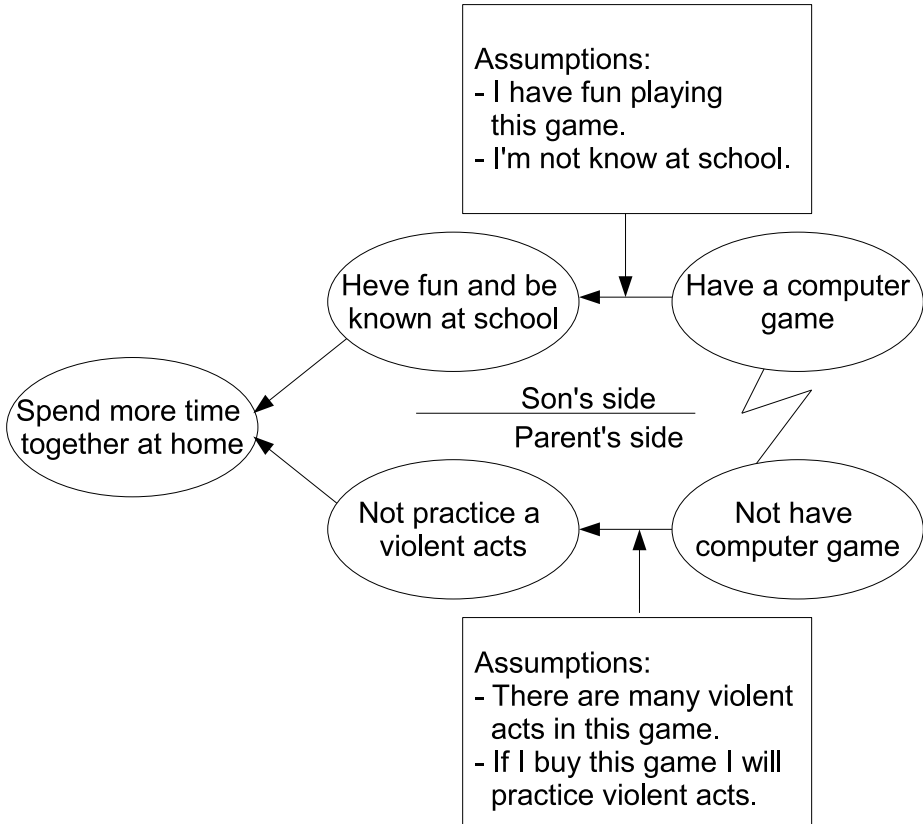 Assumptions:
- I have fun playing
this game.
- I'm not know at school.
Heve fun and be
known at school
Have a computer
game
Spend more time
together at home
Son's side
Parent's side
Not practice a
violent acts
Not have
computer game
Assumptions:
- There are many violent
acts in this game.
- If I buy this game I will
practice violent acts.